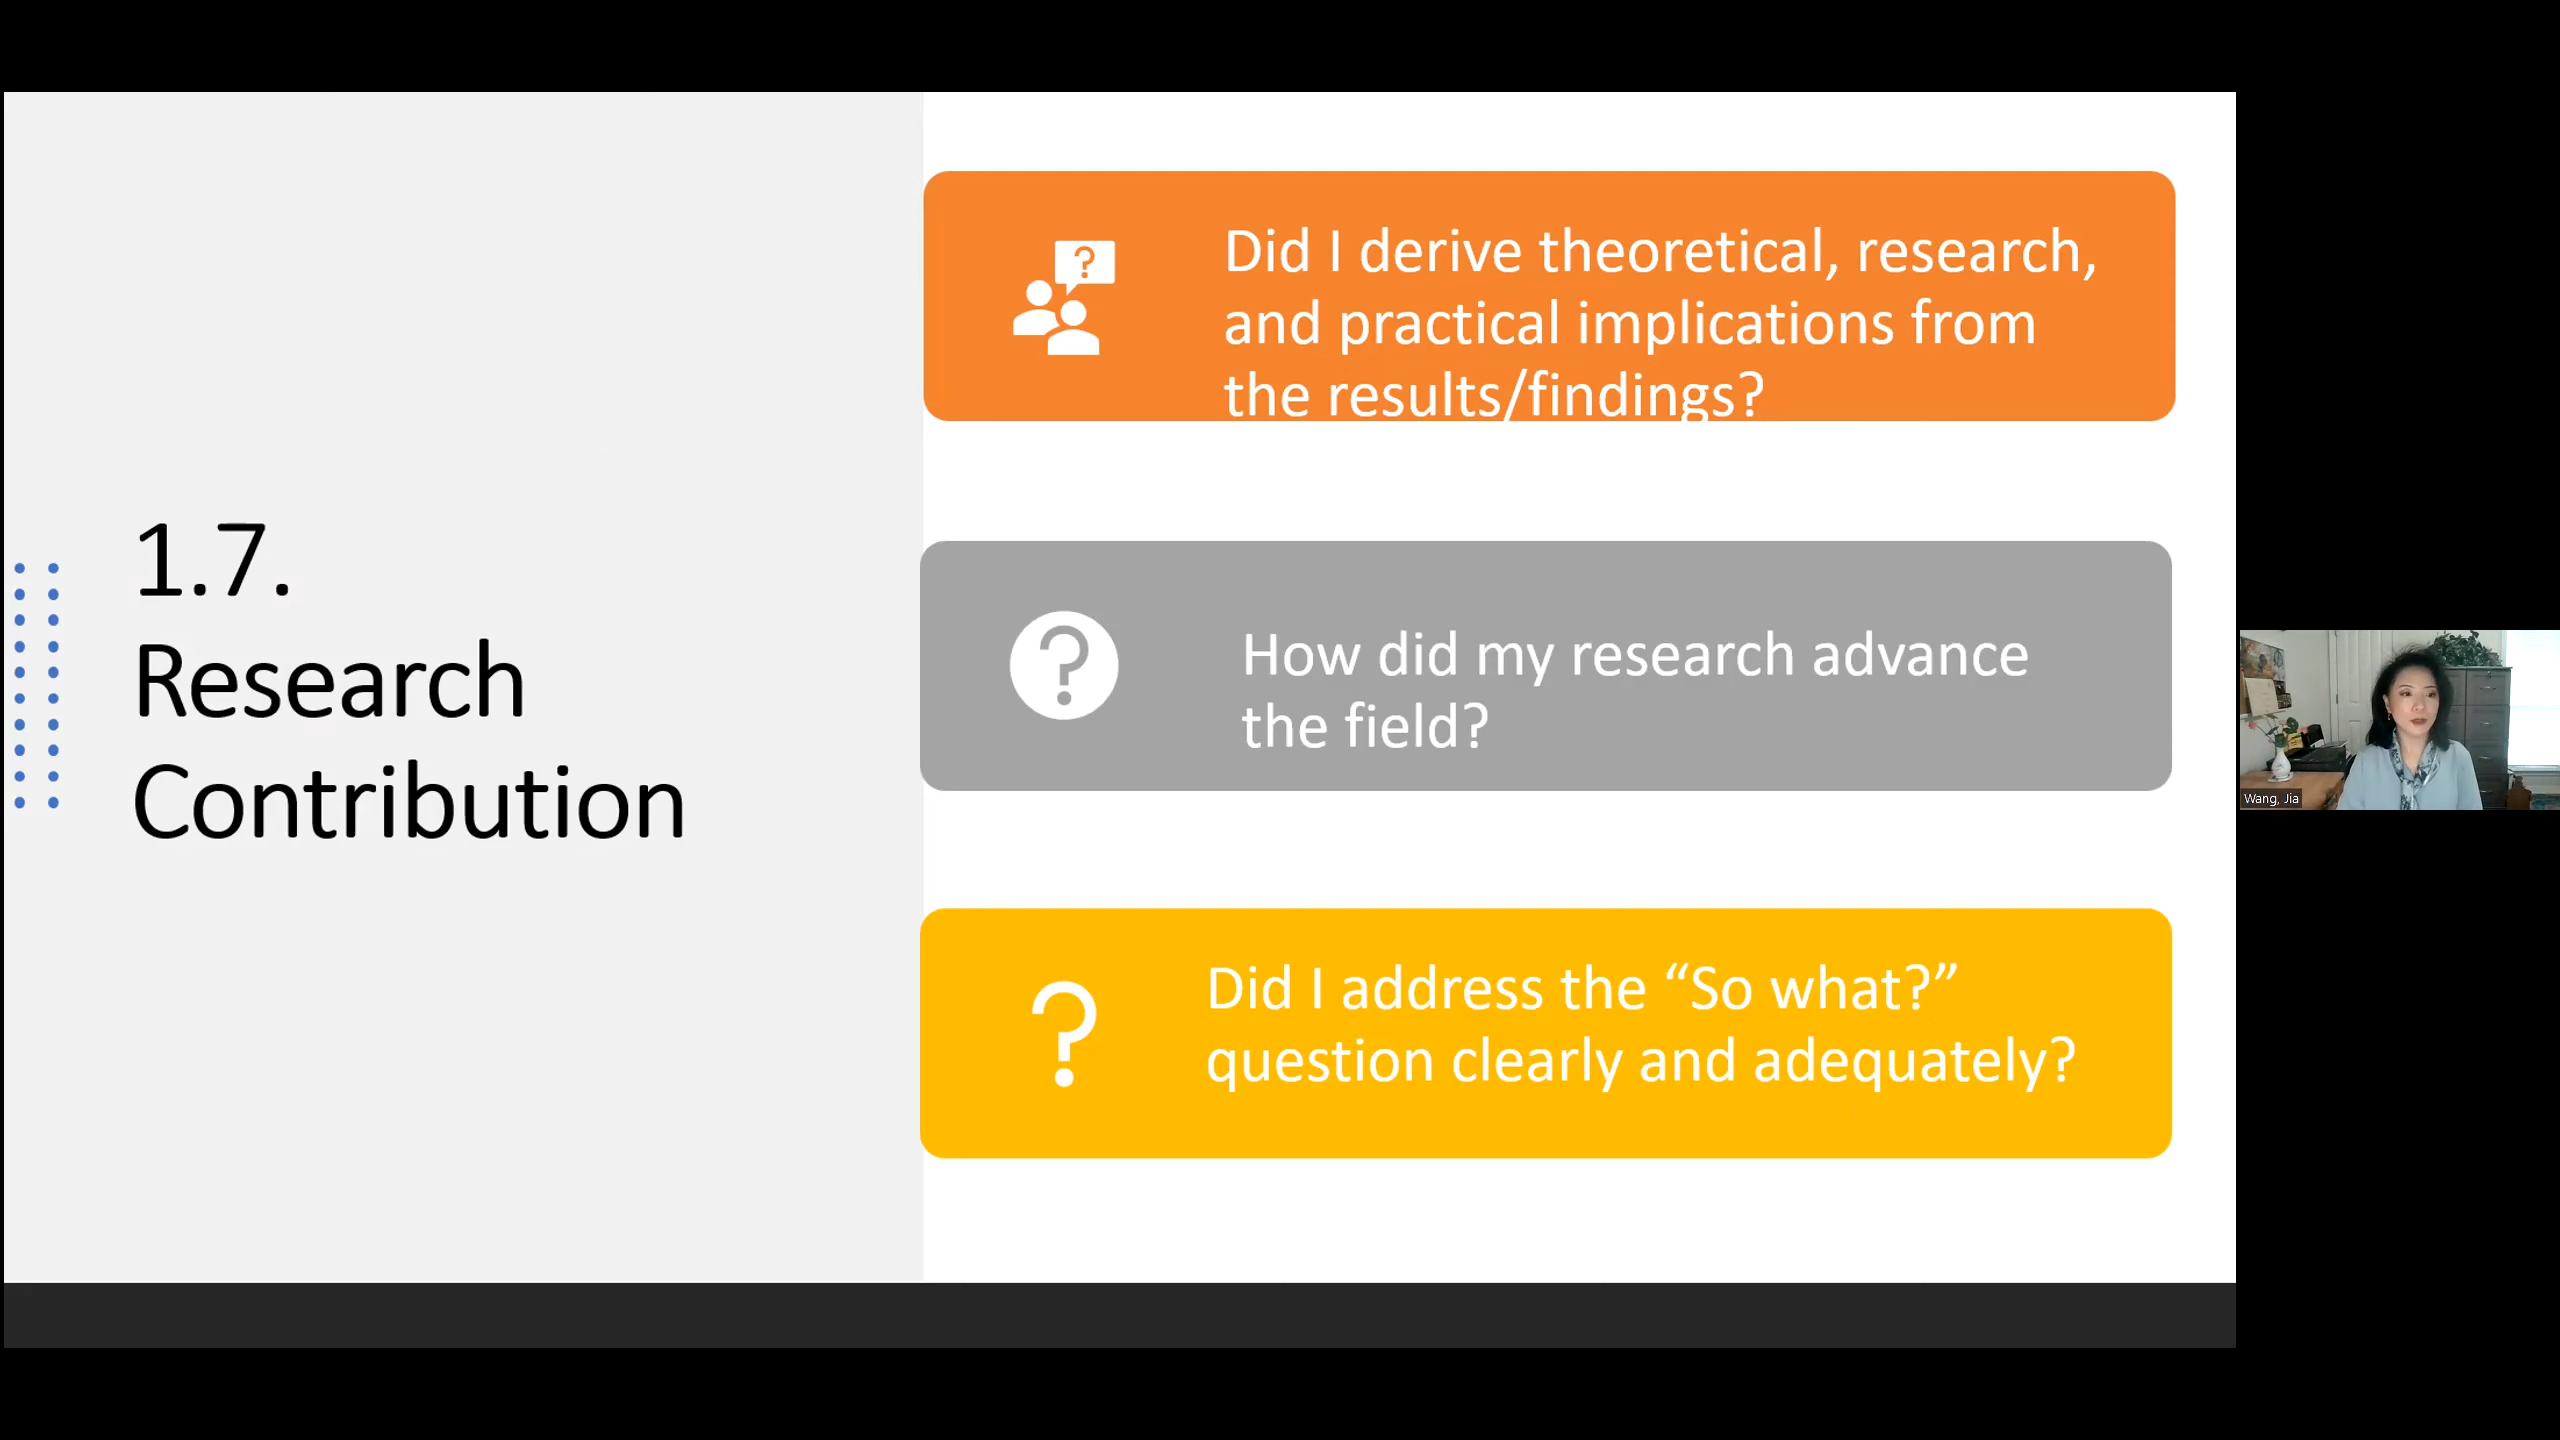 1.7.
Research
Contribution
Did I derive theoretical, research,
and practical implications from
the results/findings?
How did my research advance
the field?
Did I address the “So what?”
question clearly and adequately?
Wang, Jia